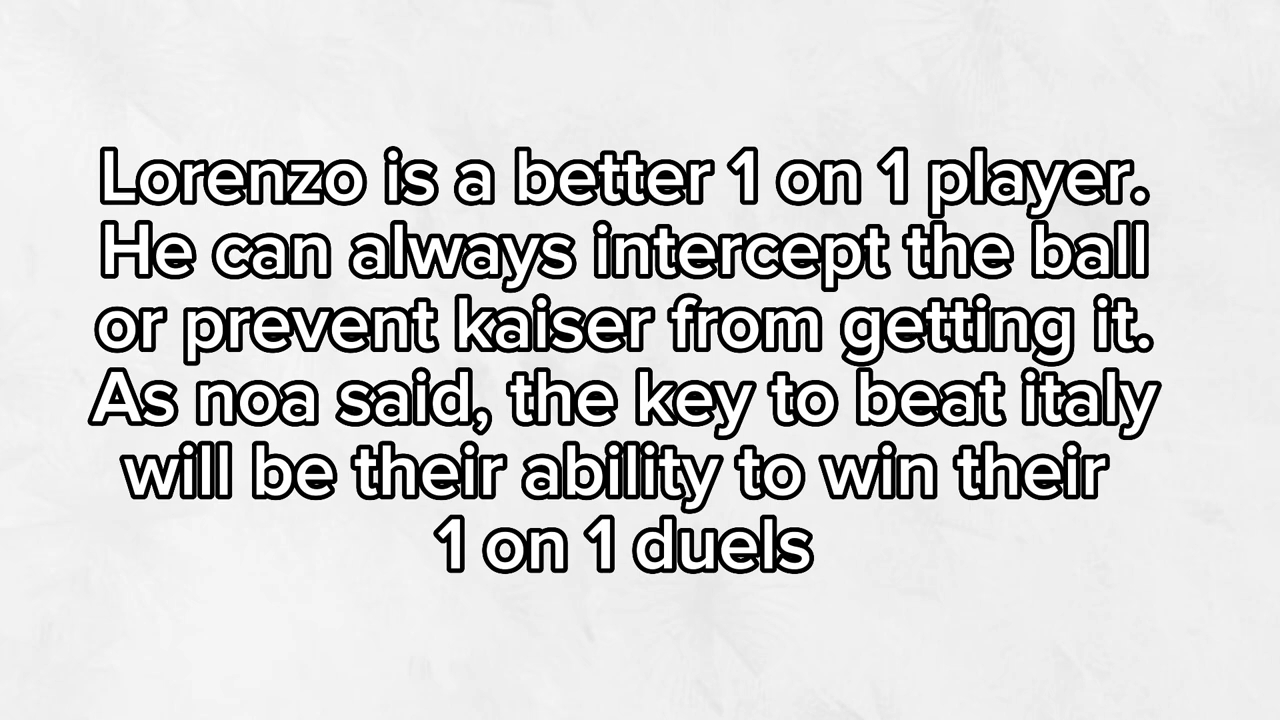 Lorenzo is a better 1 on 1 player.
He can always intercept the ball
or prevent kaiser from getting it.
As noa said, the key to beat italy
will be their ability to win their
1 on 1 duels